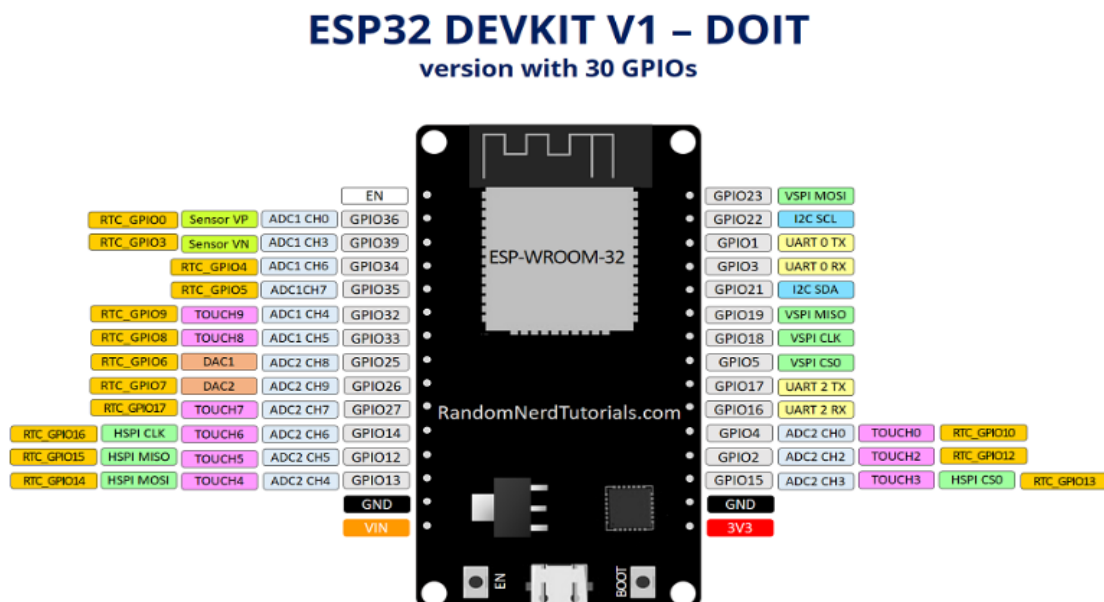 ESP32 DEVKIT V1 – DOIT
version with 30 GPIOs
EN GPIO23 VSPI MOSI
RTC_GPIO0 Sensor VP ADC1 CH0 GPIO36 GPIO22 I2C SCL
RTC_GPIO3 Sensor VN ADC1 CH3 GPIO39 GPIO1 UART 0 TX
RTC_GPIO4 ADC1 CH6 GPIO34 ESP-WROOM-32 GPIO3 UART 0 RX
RTC_GPIO5 ADC1CH7 GPIO35 GPIO21 I2C SDA
RTC_GPIO9 TOUCH9 ADC1 CH4 GPIO32 GPIO19 VSPI MISO
RTC_GPIO8 TOUCH8 ADC1 CH5 GPIO33 GPIO18 VSPI CLK
RTC_GPIO6 DAC1 ADC2 CH8 GPIO25 GPIO5 VSPI CS0
RTC_GPIO7 DAC2 ADC2 CH9 GPIO26 GPIO17 UART 2 TX
RTC_GPIO17 TOUCH7 ADC2 CH7 GPIO27 RandomNerdTutorials.com GPIO16 UART 2 RX
RTC_GPIO16 HSPI CLK TOUCH6 ADC2 CH6 GPIO14 GPIO4 ADC2 CH0 TOUCH0 RTC_GPIO10
RTC_GPIO15 HSPI MISO TOUCH5 ADC2 CH5 GPIO12 GPIO2 ADC2 CH2 TOUCH2 RTC_GPIO12
RTC_GPIO14 HSPI MOSI TOUCH4 ADC2 CH4 GPIO13 GPIO15 ADC2 CH3 TOUCH3 HSPI CS0 RTC_GPIO13
GND GND
VIN 3V3
EN BOOT